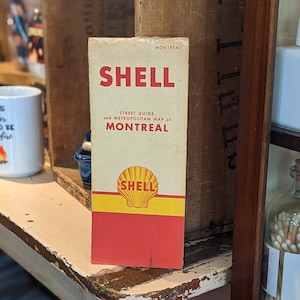 MONTREAL
SHELL
STREET GUIDE
and METROPOLITAN MAP of
MONTREAL
SHELL